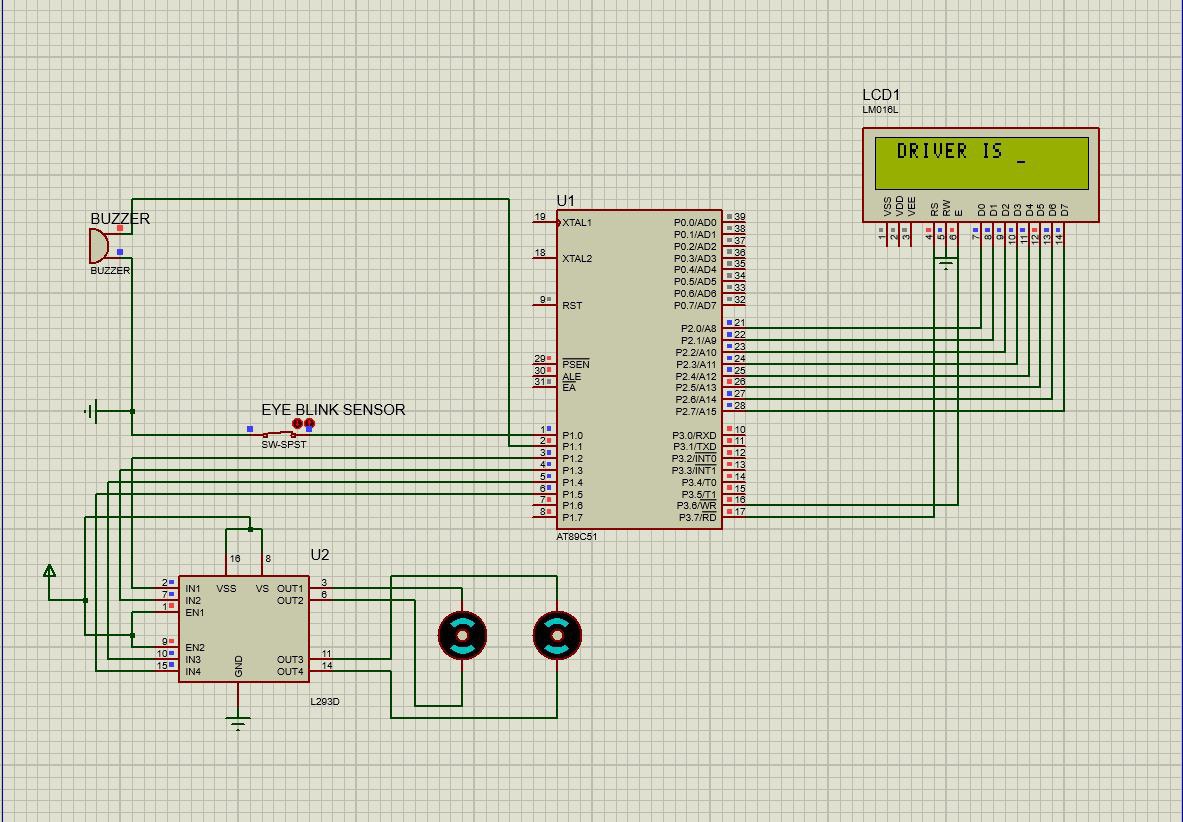 LCD1
LM016L
DRIVER IS _
VSS
VDD
VEE
RS
RW
E
D0
D1
D2
D3
D4
D5
D6
D7
1
2
3
4
5
6
7
8
9
10
11
12
13
14
BUZZER
BUZZER
U1
19 XTAL1
18 XTAL2
9 RST
29 PSEN
30 ALE
31 EA
1 P1.0
2 P1.1
3 P1.2
4 P1.3
5 P1.4
6 P1.5
7 P1.6
8 P1.7
P0.0/AD0 39
P0.1/AD1 38
P0.2/AD2 37
P0.3/AD3 36
P0.4/AD4 35
P0.5/AD5 34
P0.6/AD6 33
P0.7/AD7 32
P2.0/A8 21
P2.1/A9 22
P2.2/A10 23
P2.3/A11 24
P2.4/A12 25
P2.5/A13 26
P2.6/A14 27
P2.7/A15 28
P3.0/RXD 10
P3.1/TXD 11
P3.2/INT0 12
P3.3/INT1 13
P3.4/T0 14
P3.5/T1 15
P3.6/WR 16
P3.7/RD 17
AT89C51
EYE BLINK SENSOR
SW-SPST
U2
16 8
VSS VS
2 IN1
7 IN2
1 EN1
9 EN2
10 IN3
15 IN4
OUT1 3
OUT2 6
OUT3 11
OUT4 14
GND
L293D